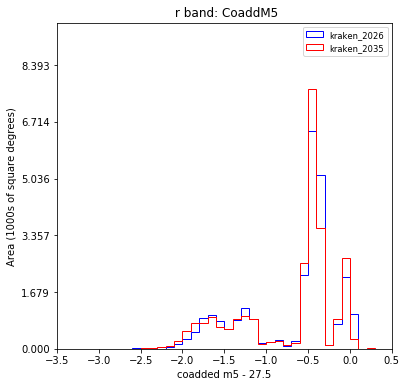 r band: CoaddM5
kraken_2026
kraken_2035
Area (1000s of square degrees)
8.393
6.714
5.036
3.357
1.679
0.000
−3.5 −3.0 −2.5 −2.0 −1.5 −1.0 −0.5 0.0 0.5
coadded m5 - 27.5